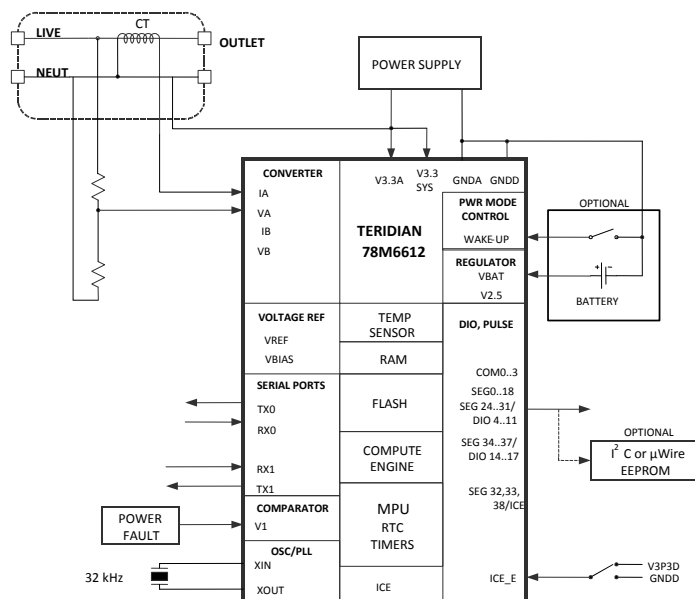 CT
LIVE
OUTLET
NEUT
POWER SUPPLY
CONVERTER
IA
VA
IB
VB
V3.3A
V3.3
SYS
GNDA GNDD
TERIDIAN
78M6612
PWR MODE
CONTROL
WAKE-UP
REGULATOR
VBAT
V2.5
OPTIONAL
+ -
BATTERY
VOLTAGE REF
VREF
VBIAS
TEMP
SENSOR
RAM
DIO, PULSE
COM0..3
SEG0..18
SEG 24..31/
DIO 4..11
SEG 34..37/
DIO 14..17
SEG 32,33,
38/ICE
SERIAL PORTS
TX0
RX0
RX1
TX1
FLASH
COMPUTE
ENGINE
OPTIONAL
I² C or µWire
EEPROM
COMPARATOR
V1
POWER
FAULT
MPU
RTC
TIMERS
OSC/PLL
XIN
XOUT
32 kHz
ICE
ICE_E
V3P3D
GNDD